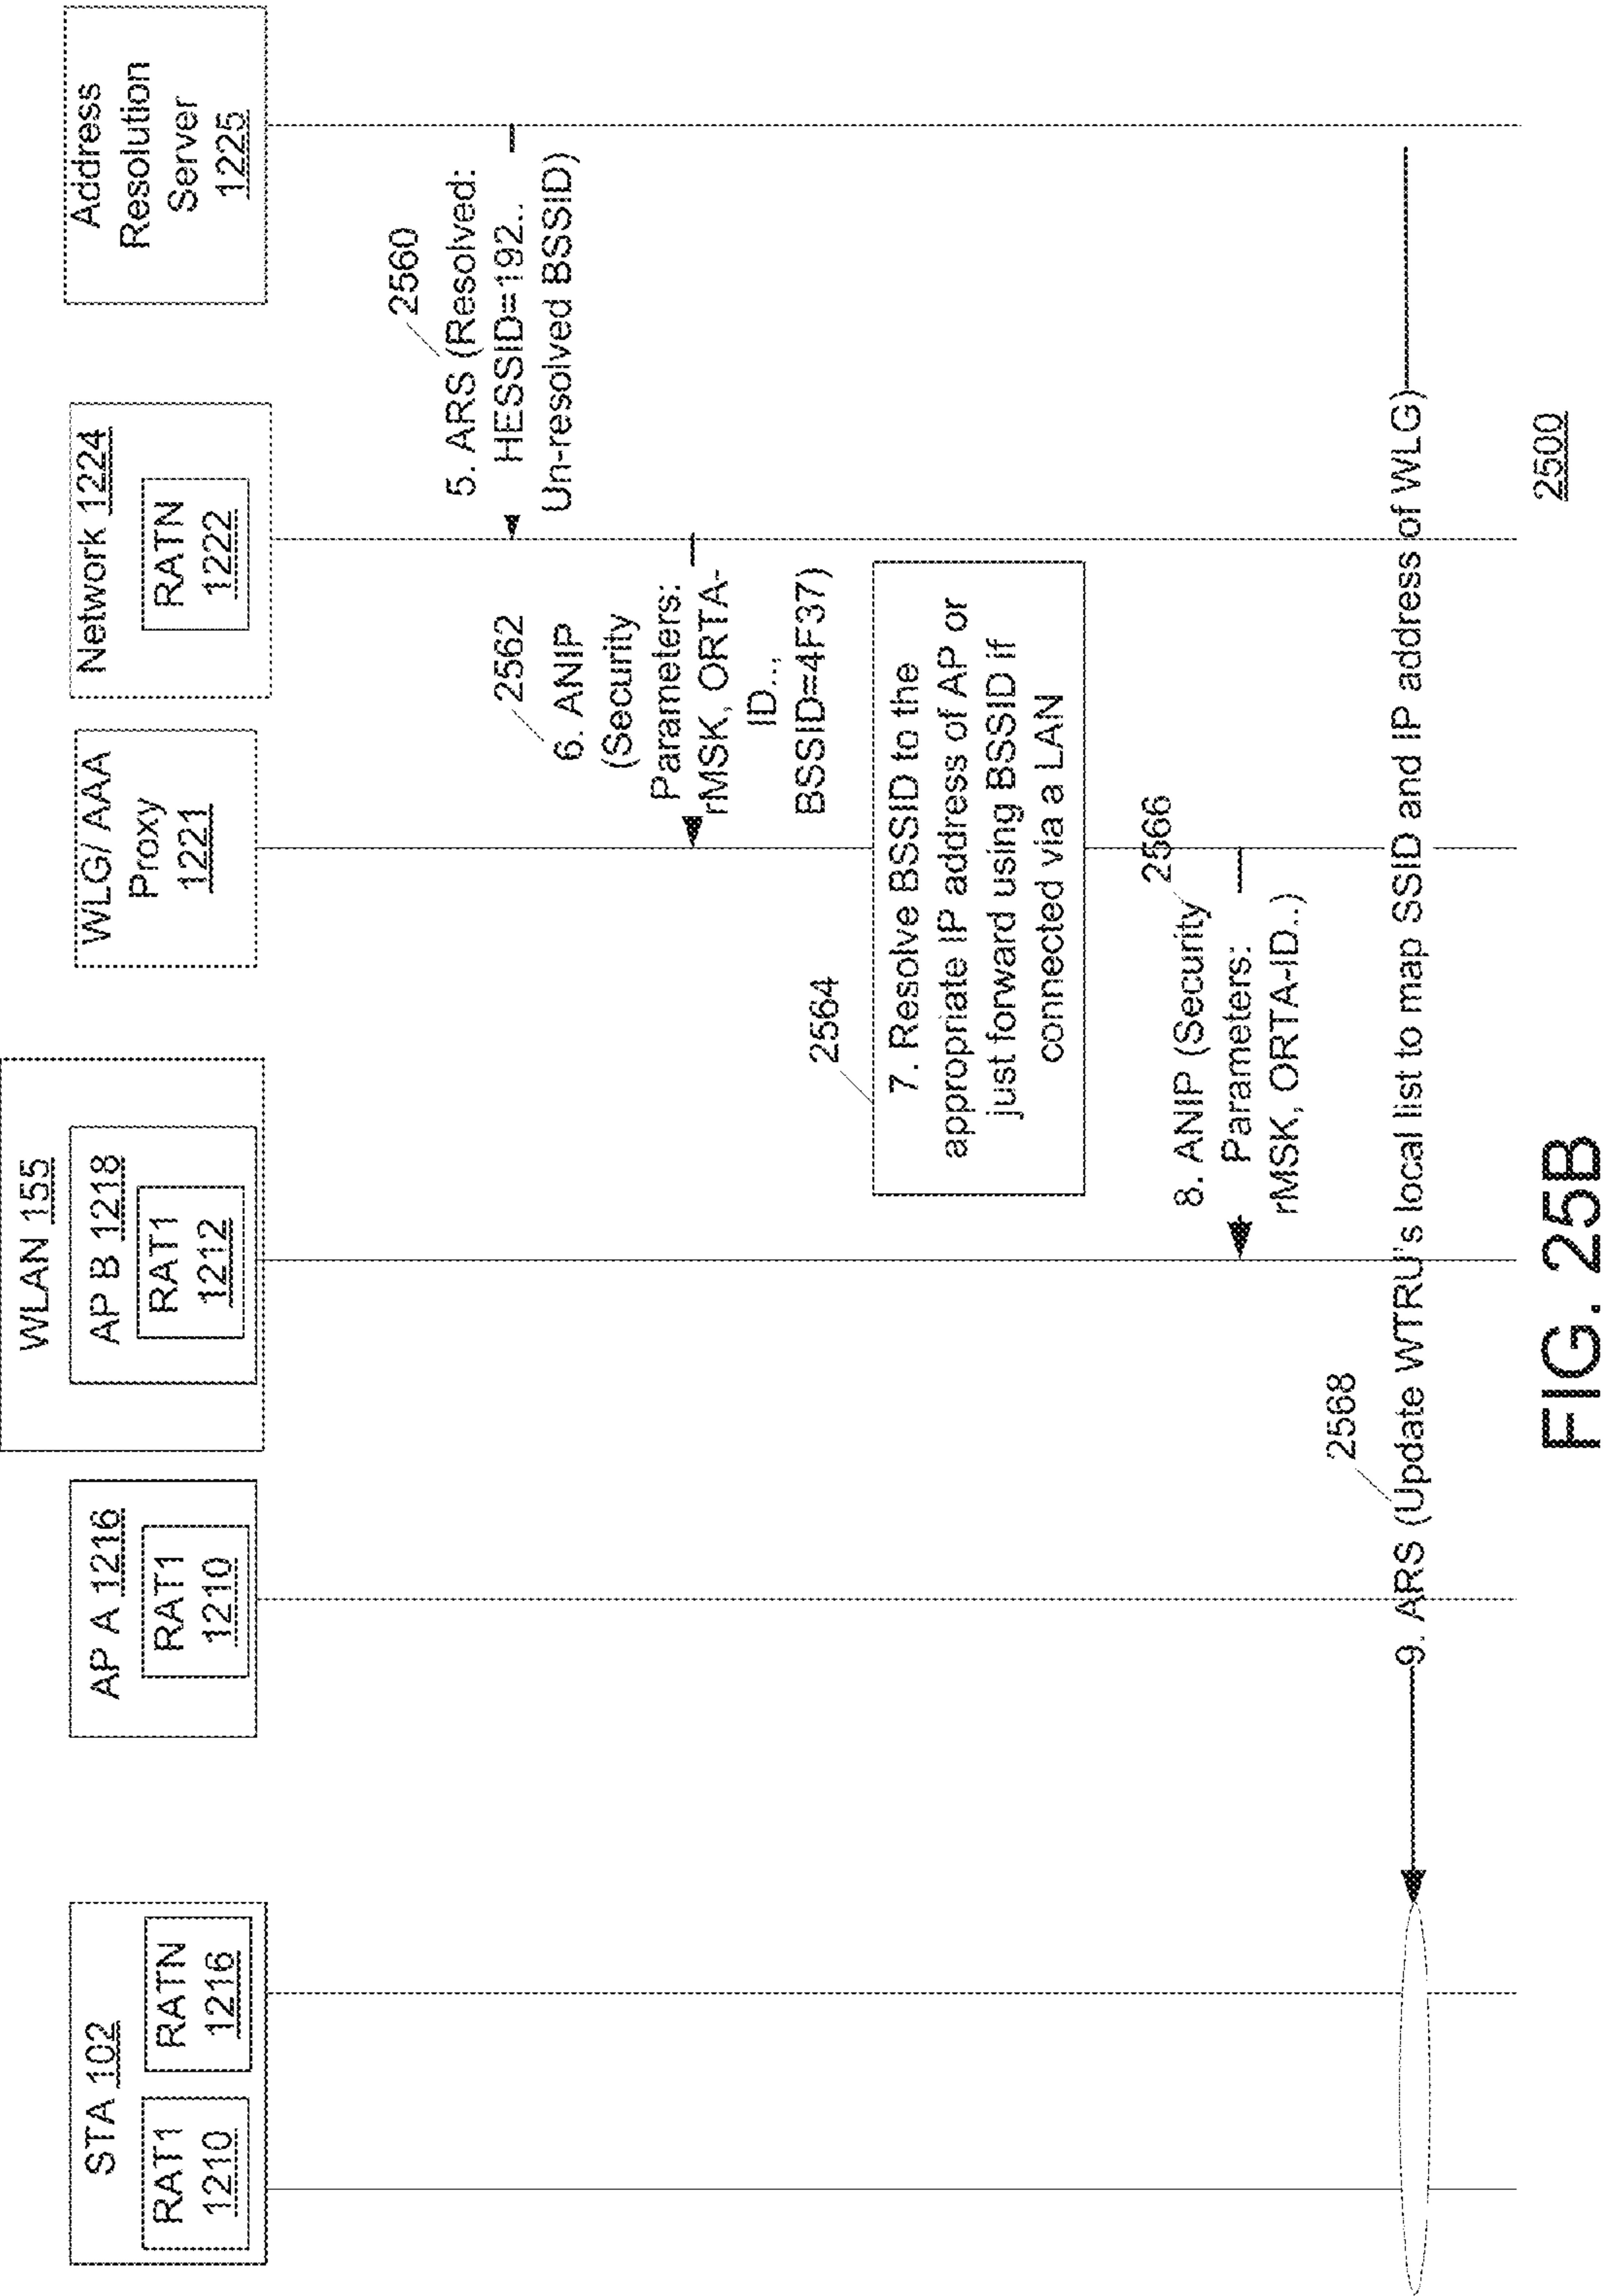 STA 102
RAT1
1210
RATN
1216
AP A 1216
RAT1
1210
WLAN 155
AP B 1218
RAT1
1212
WLG/ AAA
Proxy
1221
Network 1224
RATN
1222
Address
Resolution
Server
1225
2560
5. ARS (Resolved:
HESSID=192..
Un-resolved BSSID)
2562
6. ANIP
(Security
Parameters:
rMSK, ORTA-
ID..,
BSSID=4F37)
2564
7. Resolve BSSID to the
appropriate IP address of AP or
just forward using BSSID if
connected via a LAN
2566
8. ANIP (Security
Parameters:
rMSK, ORTA-ID..)
2568
9. ARS (Update WTRU's local list to map SSID and IP address of WLG)
2500
FIG. 25B